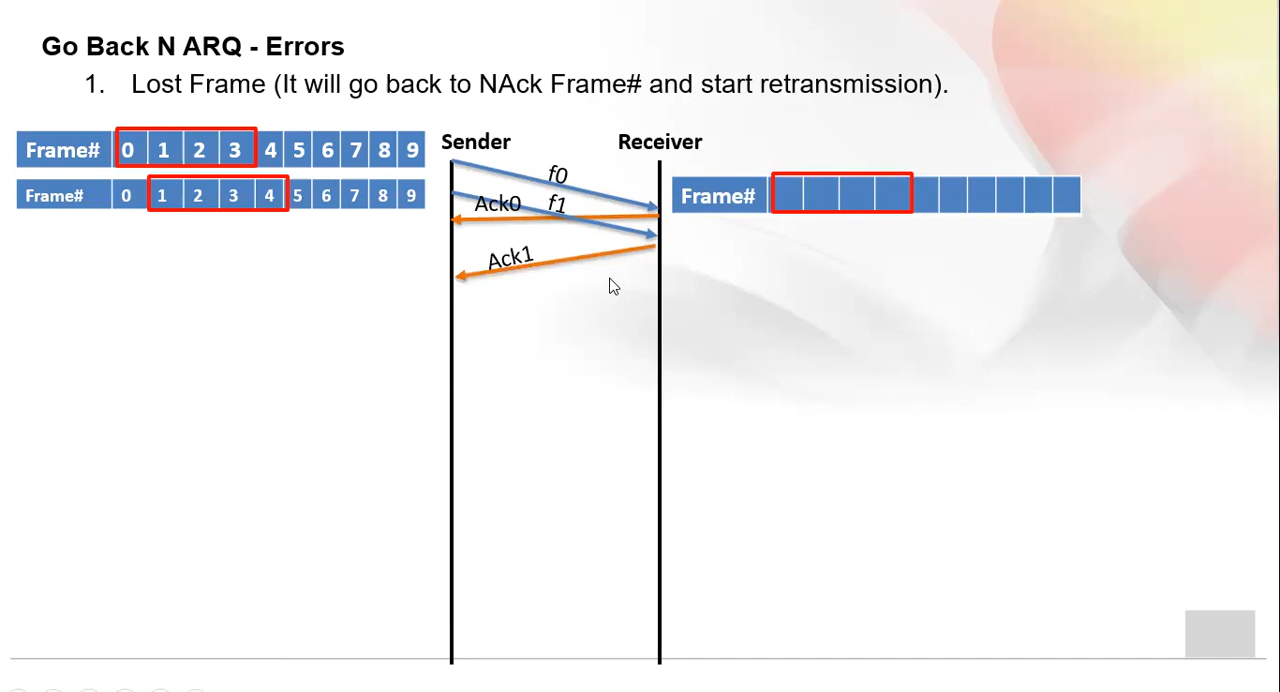 Go Back N ARQ - Errors
1. Lost Frame (It will go back to NAck Frame# and start retransmission).
Frame# 0 1 2 3 4 5 6 7 8 9
Frame# 0 1 2 3 4 5 6 7 8 9
Sender Receiver
f0
Ack0 f1
Ack1
Frame#